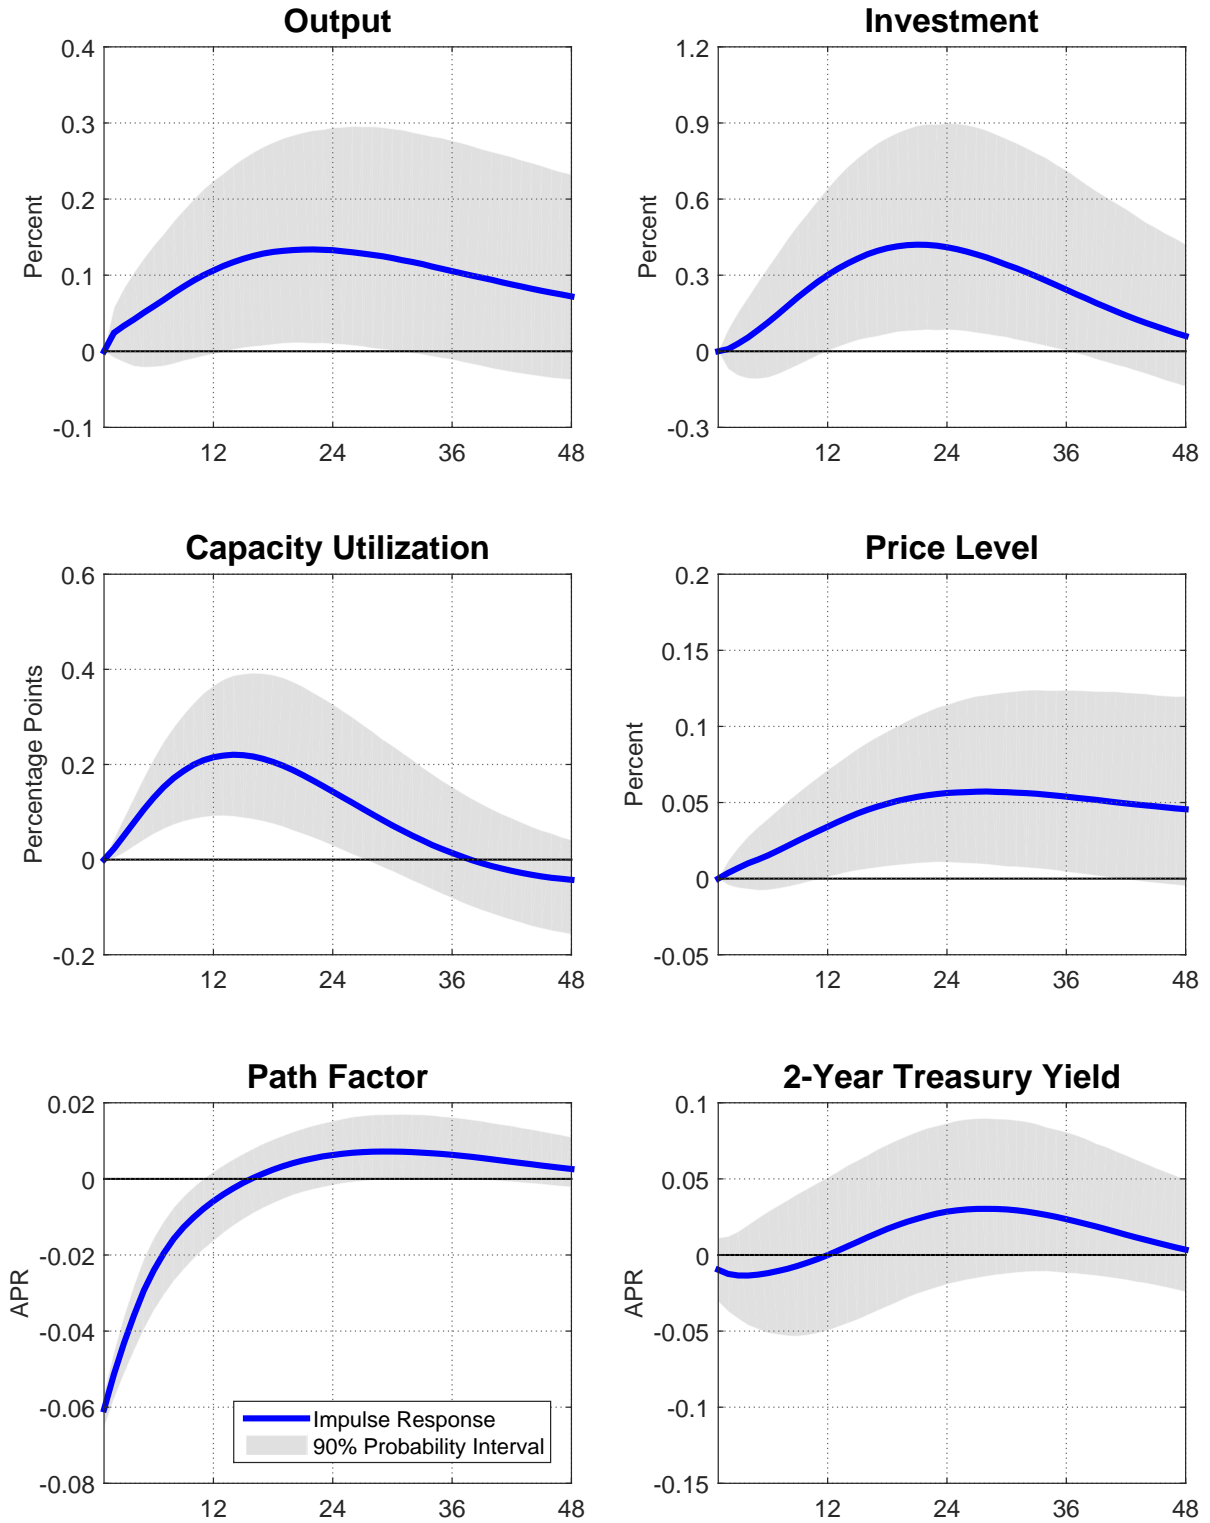 Output
0.4
0.3
0.2
0.1
0
-0.1
Percent
12 24 36 48
Investment
1.2
0.9
0.6
0.3
0
-0.3
Percent
12 24 36 48
Capacity Utilization
0.6
0.4
0.2
0
-0.2
Percentage Points
12 24 36 48
Price Level
0.2
0.15
0.1
0.05
0
-0.05
Percent
12 24 36 48
Path Factor
0.02
0
-0.02
-0.04
-0.06
-0.08
APR
Impulse Response
90% Probability Interval
12 24 36 48
2-Year Treasury Yield
0.1
0.05
0
-0.05
-0.1
-0.15
APR
12 24 36 48